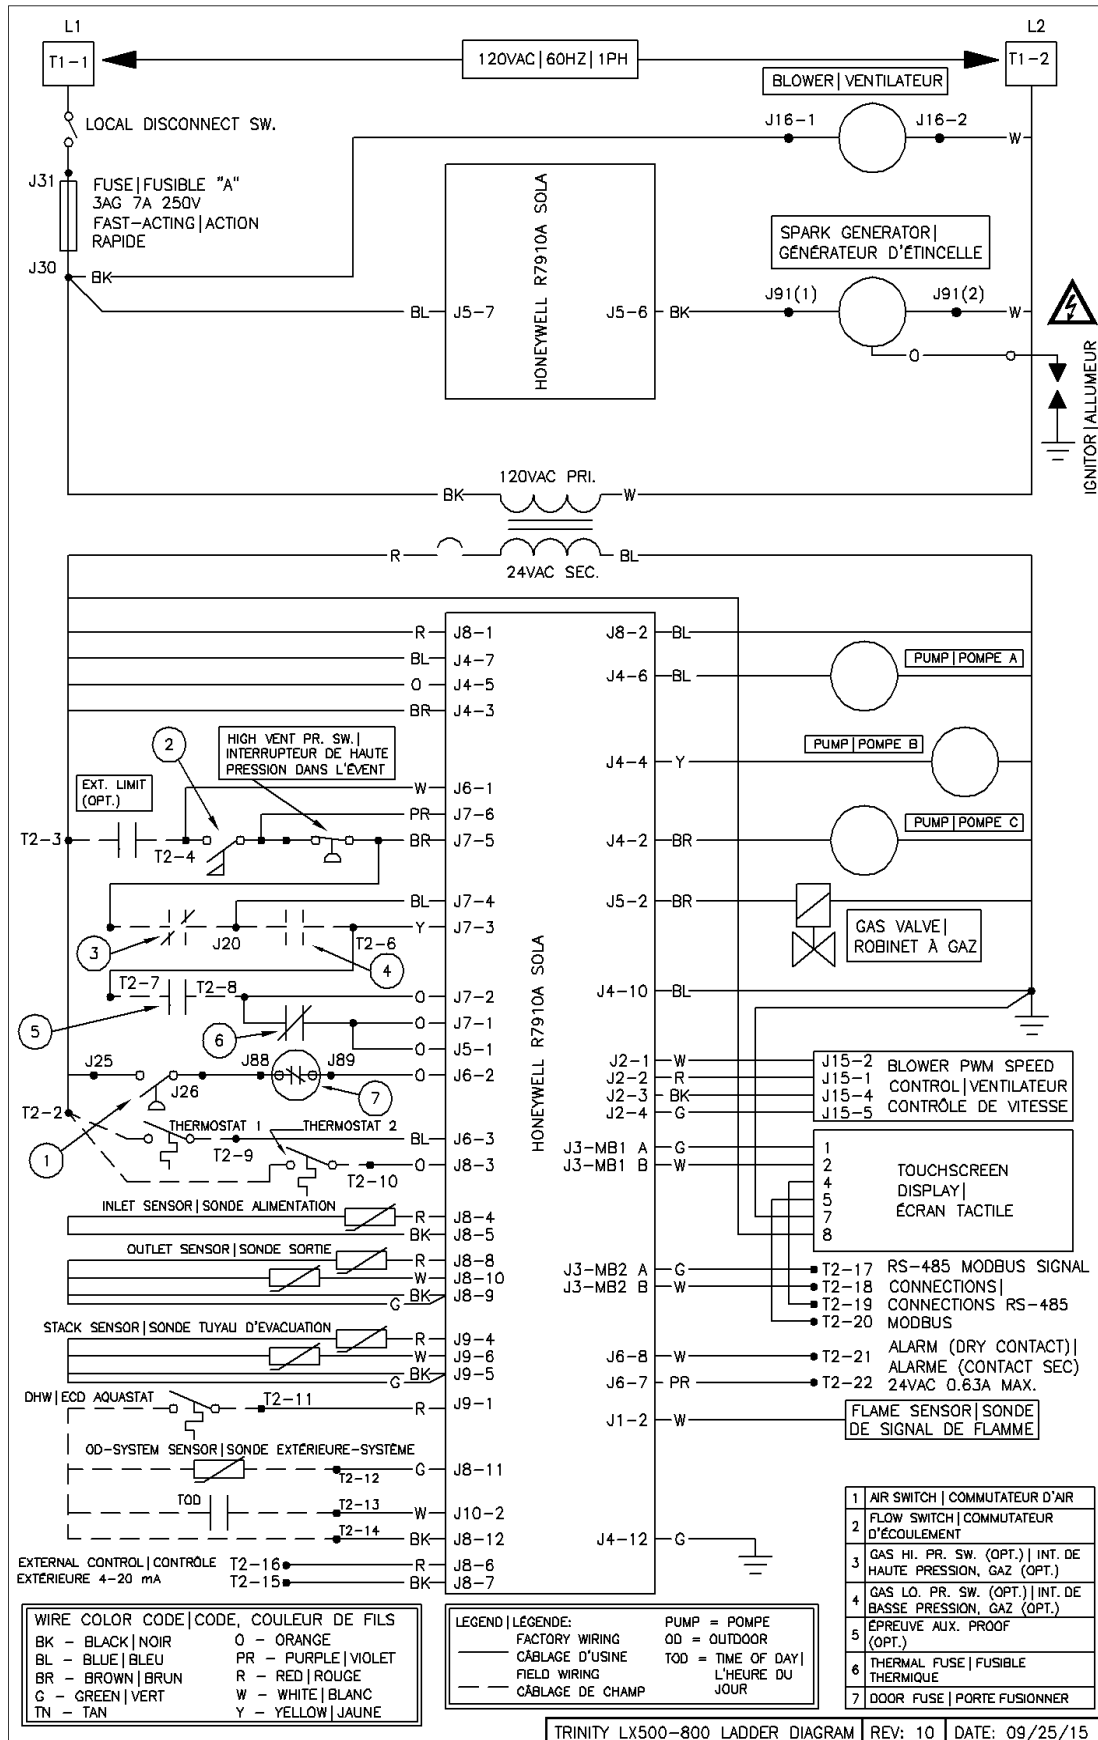 L1
L2
T1-1
120VAC|60HZ|1PH
T1-2
BLOWER|VENTILATEUR
LOCAL DISCONNECT SW.
J16-1
J16-2
W
J31
FUSE|FUSIBLE "A"
3AG 7A 250V
FAST-ACTING|ACTION
RAPIDE
HONEYWELL R7910A SOLA
SPARK GENERATOR|
GÉNÉRATEUR D'ÉTINCELLE
J30
BK
J91(1)
J91(2)
BL
J5-7
J5-6
BK
W
O
IGNITOR|ALLUMEUR
120VAC PRI.
BK
W
R
BL
24VAC SEC.
R J8-1
J8-2 BL
BL J4-7
PUMP|POMPE A
J4-6 BL
O J4-5
BR J4-3
HIGH VENT PR. SW.|
INTERRUPTEUR DE HAUTE
PRESSION DANS L'ÉVENT
2
PUMP|POMPE B
J4-4 Y
EXT. LIMIT
(OPT.)
W J6-1
PR J7-6
PUMP|POMPE C
T2-3
T2-4
BR J7-5
J4-2 BR
BL J7-4
J5-2 BR
GAS VALVE|
ROBINET À GAZ
3
J20
4
T2-6
Y J7-3
HONEYWELL R7910A SOLA
T2-7
T2-8
O J7-2
J4-10 BL
5
6
O J7-1
O J5-1
J25
J26
J88
J89
7
O J6-2
J2-1 W J15-2
J2-2 R J15-1
J2-3 BK J15-4
J2-4 G J15-5
BLOWER PWM SPEED
CONTROL|VENTILATEUR
CONTRÔLE DE VITESSE
T2-2
1
THERMOSTAT 1
THERMOSTAT 2
T2-9
BL J6-3
T2-10
O J8-3
J3-MB1 A G 1
J3-MB1 B W 2
4
5
7
8
TOUCHSCREEN
DISPLAY|
ÉCRAN TACTILE
INLET SENSOR|SONDE ALIMENTATION
R J8-4
BK J8-5
OUTLET SENSOR|SONDE SORTIE
R J8-8
W J8-10
BK J8-9
G
J3-MB2 A G T2-17
J3-MB2 B W T2-18
T2-19
T2-20
RS-485 MODBUS SIGNAL
CONNECTIONS|
CONNECTIONS RS-485
MODBUS
STACK SENSOR|SONDE TUYAU D'EVACUATION
R J9-4
W J9-6
BK J9-5
G
J6-8 W T2-21
J6-7 PR T2-22
ALARM (DRY CONTACT)|
ALARME (CONTACT SEC)
24VAC 0.63A MAX.
DHW|ECD AQUASTAT
T2-11
R J9-1
J1-2 W
FLAME SENSOR|SONDE
DE SIGNAL DE FLAMME
OD-SYSTEM SENSOR|SONDE EXTÉRIEURE-SYSTÈME
T2-12
G J8-11
TOD
T2-13
W J10-2
T2-14
BK J8-12
J4-12 G
EXTERNAL CONTROL|CONTRÔLE
EXTÉRIEURE 4-20 mA
T2-16 R J8-6
T2-15 BK J8-7
1 AIR SWITCH|COMMUTATEUR D'AIR
2 FLOW SWITCH|COMMUTATEUR
D'ÉCOULEMENT
3 GAS HI. PR. SW. (OPT.)|INT. DE
HAUTE PRESSION, GAZ (OPT.)
4 GAS LO. PR. SW. (OPT.)|INT. DE
BASSE PRESSION, GAZ (OPT.)
5 ÉPREUVE AUX. PROOF
(OPT.)
6 THERMAL FUSE|FUSIBLE
THERMIQUE
7 DOOR FUSE|PORTE FUSIONNER
WIRE COLOR CODE|CODE, COULEUR DE FILS
BK - BLACK|NOIR
BL - BLUE|BLEU
BR - BROWN|BRUN
G - GREEN|VERT
TN - TAN
O - ORANGE
PR - PURPLE|VIOLET
R - RED|ROUGE
W - WHITE|BLANC
Y - YELLOW|JAUNE
LEGEND|LÉGENDE:
FACTORY WIRING
CÂBLAGE D'USINE
FIELD WIRING
CÂBLAGE DE CHAMP
PUMP = POMPE
OD = OUTDOOR
TOD = TIME OF DAY|
L'HEURE DU
JOUR
TRINITY LX500-800 LADDER DIAGRAM
REV: 10
DATE: 09/25/15